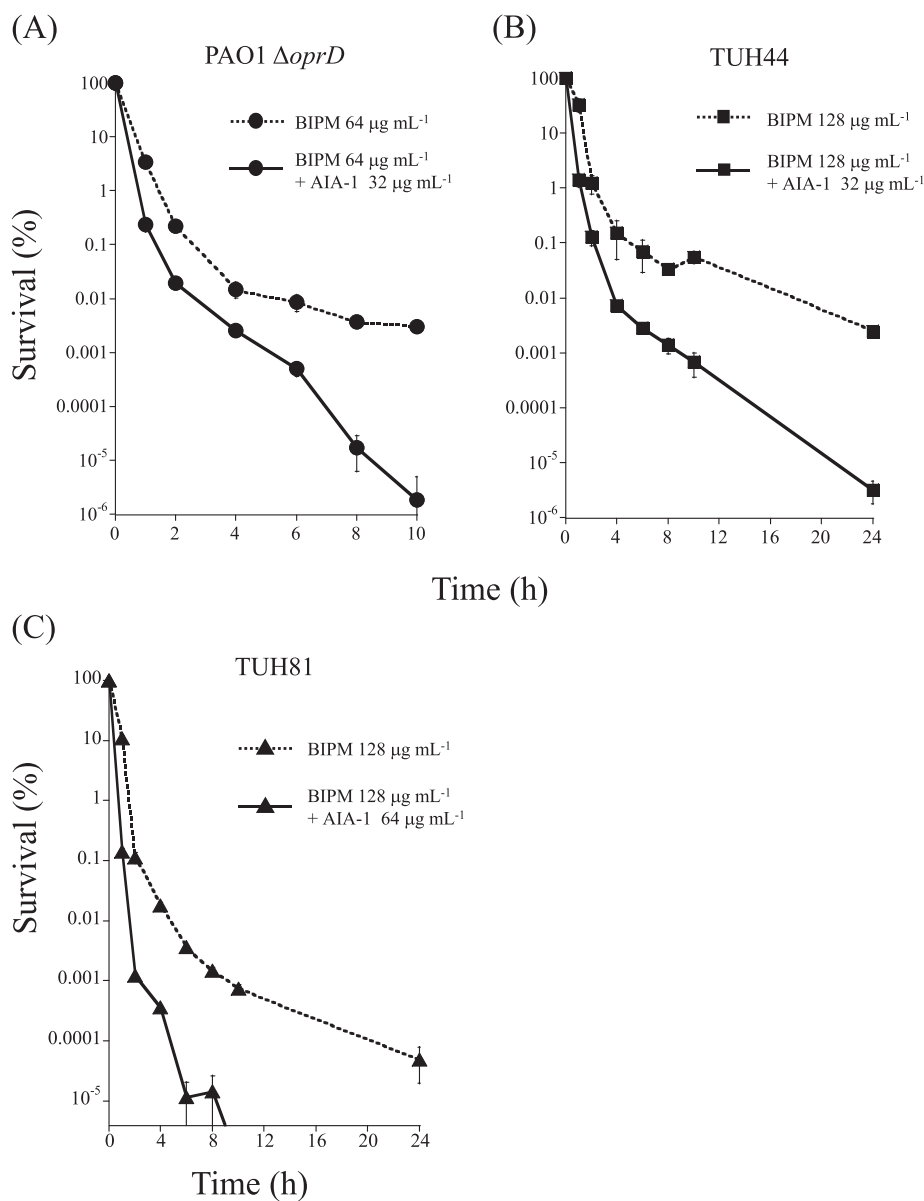 (A)
PAO1 ΔoprD
BIPM 64 μg mL⁻¹
BIPM 64 μg mL⁻¹
+ AIA-1 32 μg mL⁻¹
Survival (%)
100
10
1
0.1
0.01
0.001
0.0001
10⁻⁵
10⁻⁶
0 2 4 6 8 10
(B)
TUH44
BIPM 128 μg mL⁻¹
BIPM 128 μg mL⁻¹
+ AIA-1 32 μg mL⁻¹
100
10
1
0.1
0.01
0.001
0.0001
10⁻⁵
10⁻⁶
0 4 8 12 16 20 24
Time (h)
(C)
TUH81
BIPM 128 μg mL⁻¹
BIPM 128 μg mL⁻¹
+ AIA-1 64 μg mL⁻¹
Survival (%)
100
10
1
0.1
0.01
0.001
0.0001
10⁻⁵
0 4 8 12 16 20 24
Time (h)